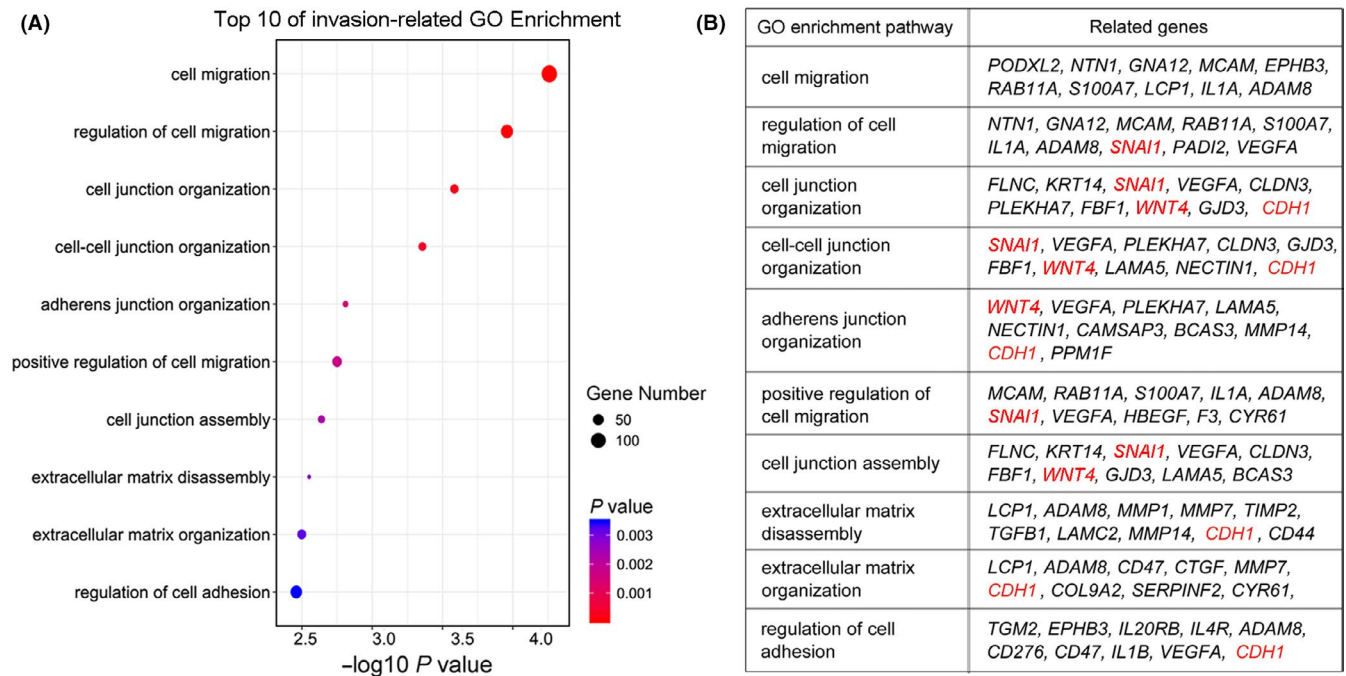 (A)
Top 10 of invasion-related GO Enrichment
cell migration
regulation of cell migration
cell junction organization
cell-cell junction organization
adherens junction organization
positive regulation of cell migration
cell junction assembly
extracellular matrix disassembly
extracellular matrix organization
regulation of cell adhesion
2.5 3.0 3.5 4.0
−log10 P value
Gene Number
50
100
P value
0.003
0.002
0.001
(B)
GO enrichment pathway Related genes
cell migration
PODXL2, NTN1, GNA12, MCAM, EPHB3,
RAB11A, S100A7, LCP1, IL1A, ADAM8
regulation of cell
migration
NTN1, GNA12, MCAM, RAB11A, S100A7,
IL1A, ADAM8, SNAI1, PADI2, VEGFA
cell junction
organization
FLNC, KRT14, SNAI1, VEGFA, CLDN3,
PLEKHA7, FBF1, WNT4, GJD3, CDH1
cell-cell junction
organization
SNAI1, VEGFA, PLEKHA7, CLDN3, GJD3,
FBF1, WNT4, LAMA5, NECTIN1, CDH1
adherens junction
organization
WNT4, VEGFA, PLEKHA7, LAMA5,
NECTIN1, CAMSAP3, BCAS3, MMP14,
CDH1 , PPM1F
positive regulation of
cell migration
MCAM, RAB11A, S100A7, IL1A, ADAM8,
SNAI1, VEGFA, HBEGF, F3, CYR61
cell junction assembly
FLNC, KRT14, SNAI1, VEGFA, CLDN3,
FBF1, WNT4, GJD3, LAMA5, BCAS3
extracellular matrix
disassembly
LCP1, ADAM8, MMP1, MMP7, TIMP2,
TGFB1, LAMC2, MMP14, CDH1 , CD44
extracellular matrix
organization
LCP1, ADAM8, CD47, CTGF, MMP7,
CDH1 , COL9A2, SERPINF2, CYR61,
regulation of cell
adhesion
TGM2, EPHB3, IL20RB, IL4R, ADAM8,
CD276, CD47, IL1B, VEGFA, CDH1